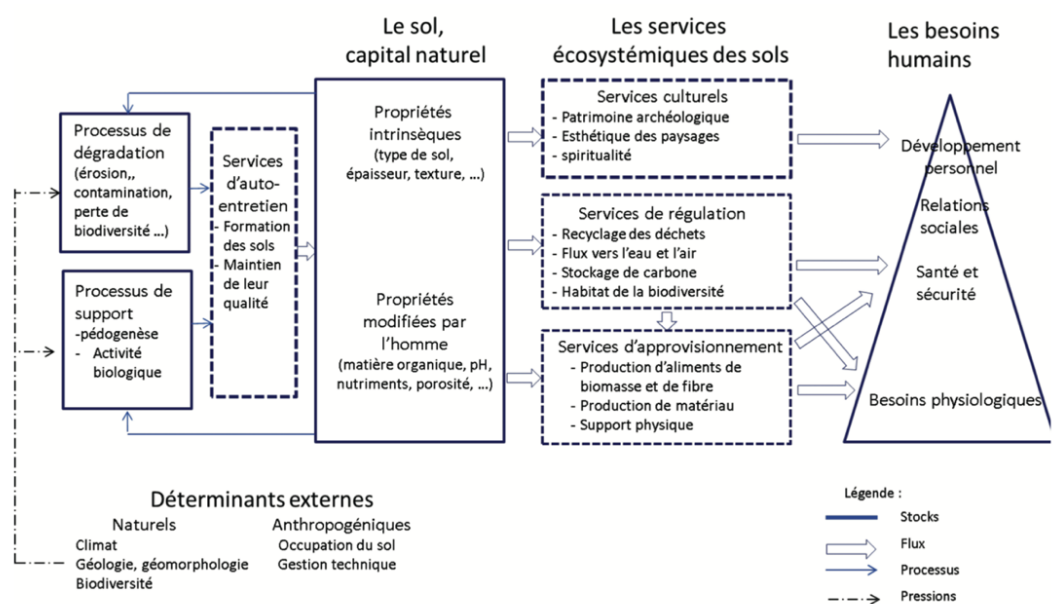 Le sol,
capital naturel
Les services
écosystémiques des sols
Les besoins
humains
Processus de
dégradation
(érosion,,
contamination,
perte de
biodiversité ...)
Processus de
support
-pédogenèse
- Activité
biologique
Services
d'auto-
entretien
- Formation
des sols
- Maintien
de leur
qualité
Propriétés
intrinsèques
(type de sol,
épaisseur, texture, ...)
Propriétés
modifiées par
l'homme
(matière organique, pH,
nutriments, porosité, ...)
Services culturels
- Patrimoine archéologique
- Esthétique des paysages
- spiritualité
Services de régulation
- Recyclage des déchets
- Flux vers l'eau et l'air
- Stockage de carbone
- Habitat de la biodiversité
Services d'approvisionnement
- Production d'aliments de
biomasse et de fibre
- Production de matériau
- Support physique
Développement
personnel
Relations
sociales
Santé et
sécurité
Besoins physiologiques
Déterminants externes
Naturels
Climat
Géologie, géomorphologie
Biodiversité
Anthropogéniques
Occupation du sol
Gestion technique
Légende :
Stocks
Flux
Processus
Pressions